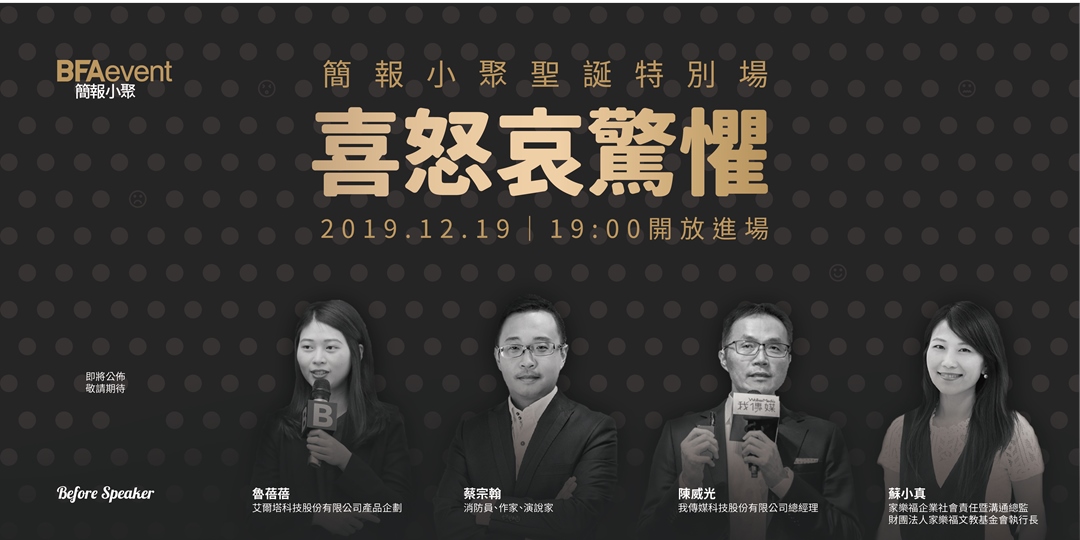 BFAevent
簡報小聚
簡報小聚聖誕特別場
喜怒哀驚懼
2019.12.19｜19:00開放進場
即將公佈
敬請期待
B
我傳媒
Before Speaker
魯蓓蓓
艾爾塔科技股份有限公司產品企劃
蔡宗翰
消防員、作家、演說家
陳威光
我傳媒科技股份有限公司總經理
蘇小真
家樂福企業社會責任暨溝通總監
財團法人家樂福文教基金會執行長